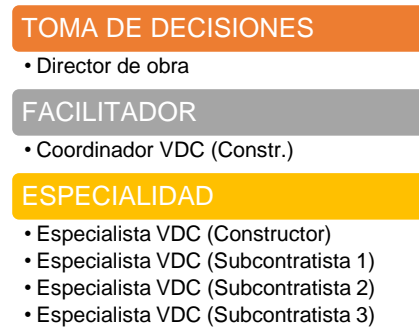 TOMA DE DECISIONES
• Director de obra
FACILITADOR
• Coordinador VDC (Constr.)
ESPECIALIDAD
• Especialista VDC (Constructor)
• Especialista VDC (Subcontratista 1)
• Especialista VDC (Subcontratista 2)
• Especialista VDC (Subcontratista 3)